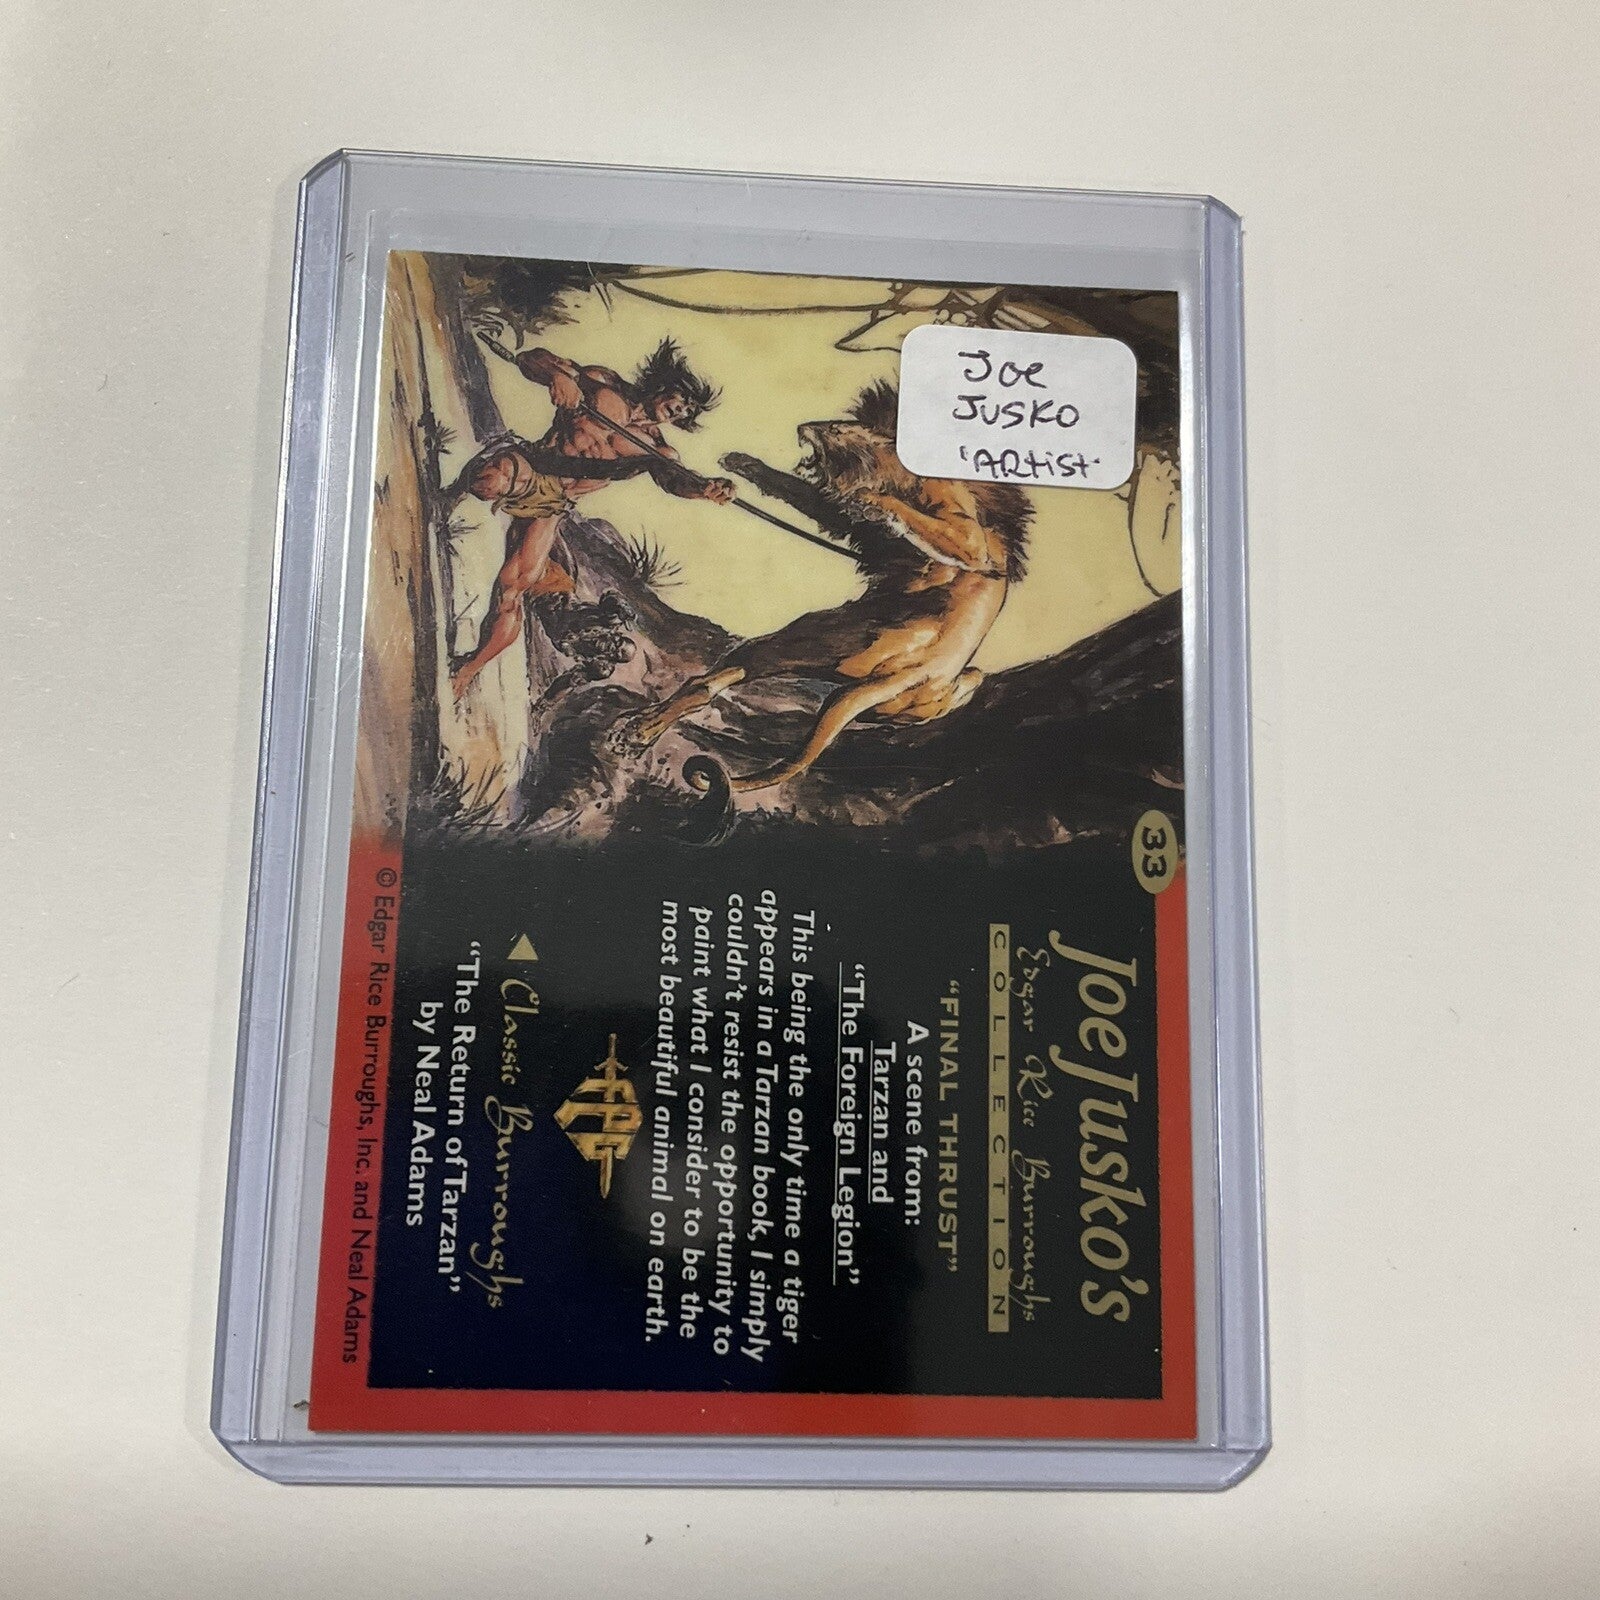 Joe
Jusko
'Artist'
33
Joe Jusko's
Edgar Rice Burroughs
COLLECTION
"FINAL THRUST"
A scene from:
Tarzan and
"The Foreign Legion"
This being the only time a tiger
appears in a Tarzan book, I simply
couldn't resist the opportunity to
paint what I consider to be the
most beautiful animal on earth.
Classic Burroughs
"The Return of Tarzan"
by Neal Adams
© Edgar Rice Burroughs, Inc. and Neal Adams